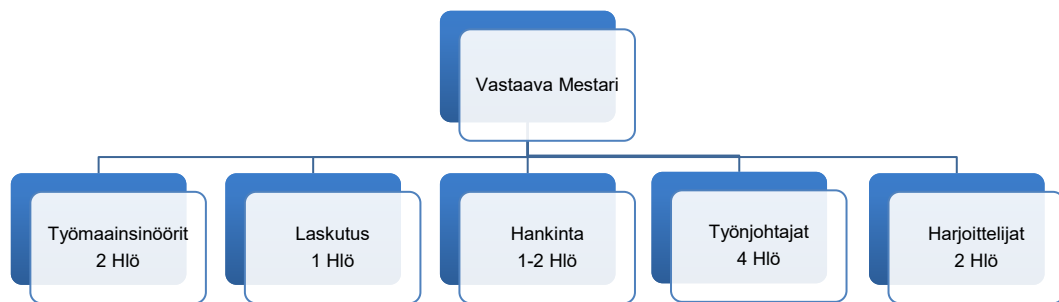 Vastaava Mestari
Työmaainsinöörit
2 Hlö
Laskutus
1 Hlö
Hankinta
1-2 Hlö
Työnjohtajat
4 Hlö
Harjoittelijat
2 Hlö